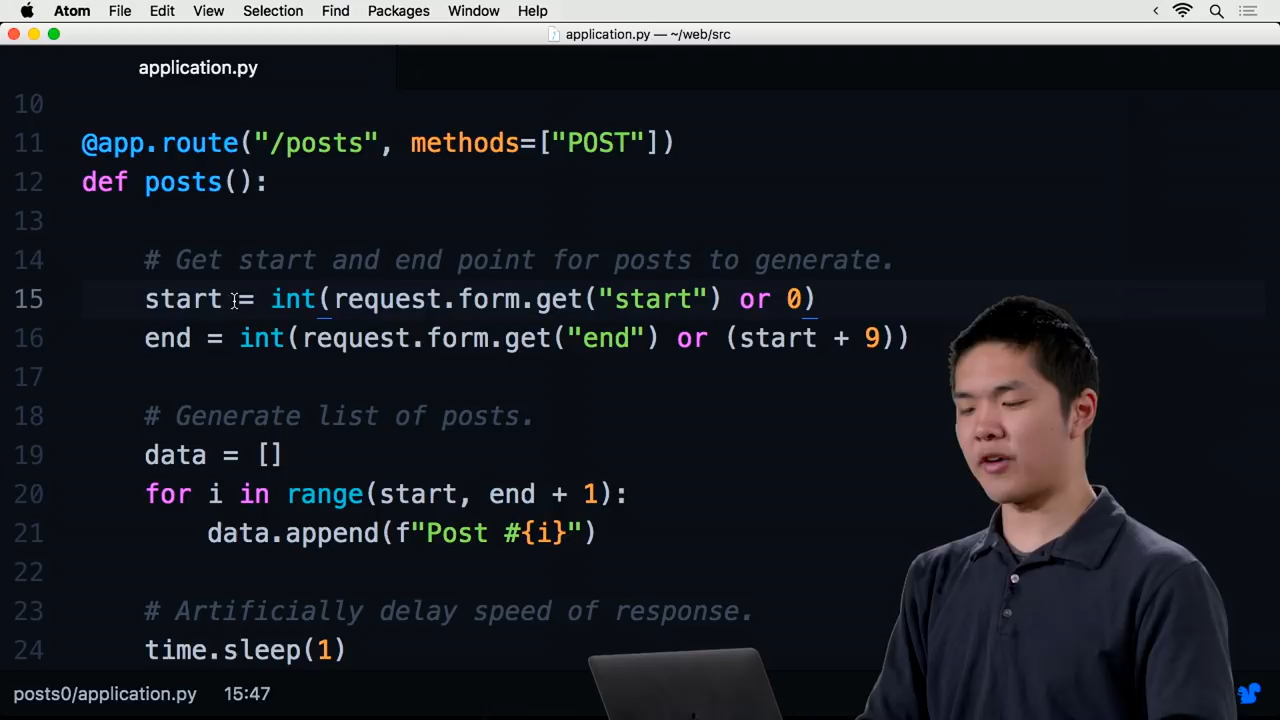 Atom File Edit View Selection Find Packages Window Help
application.py — ~/web/src
application.py
10
11 @app.route("/posts", methods=["POST"])
12 def posts():
13
14 # Get start and end point for posts to generate.
15 start = int(request.form.get("start") or 0)
16 end = int(request.form.get("end") or (start + 9))
17
18 # Generate list of posts.
19 data = []
20 for i in range(start, end + 1):
21 data.append(f"Post #{i}")
22
23 # Artificially delay speed of response.
24 time.sleep(1)
posts0/application.py 15:47